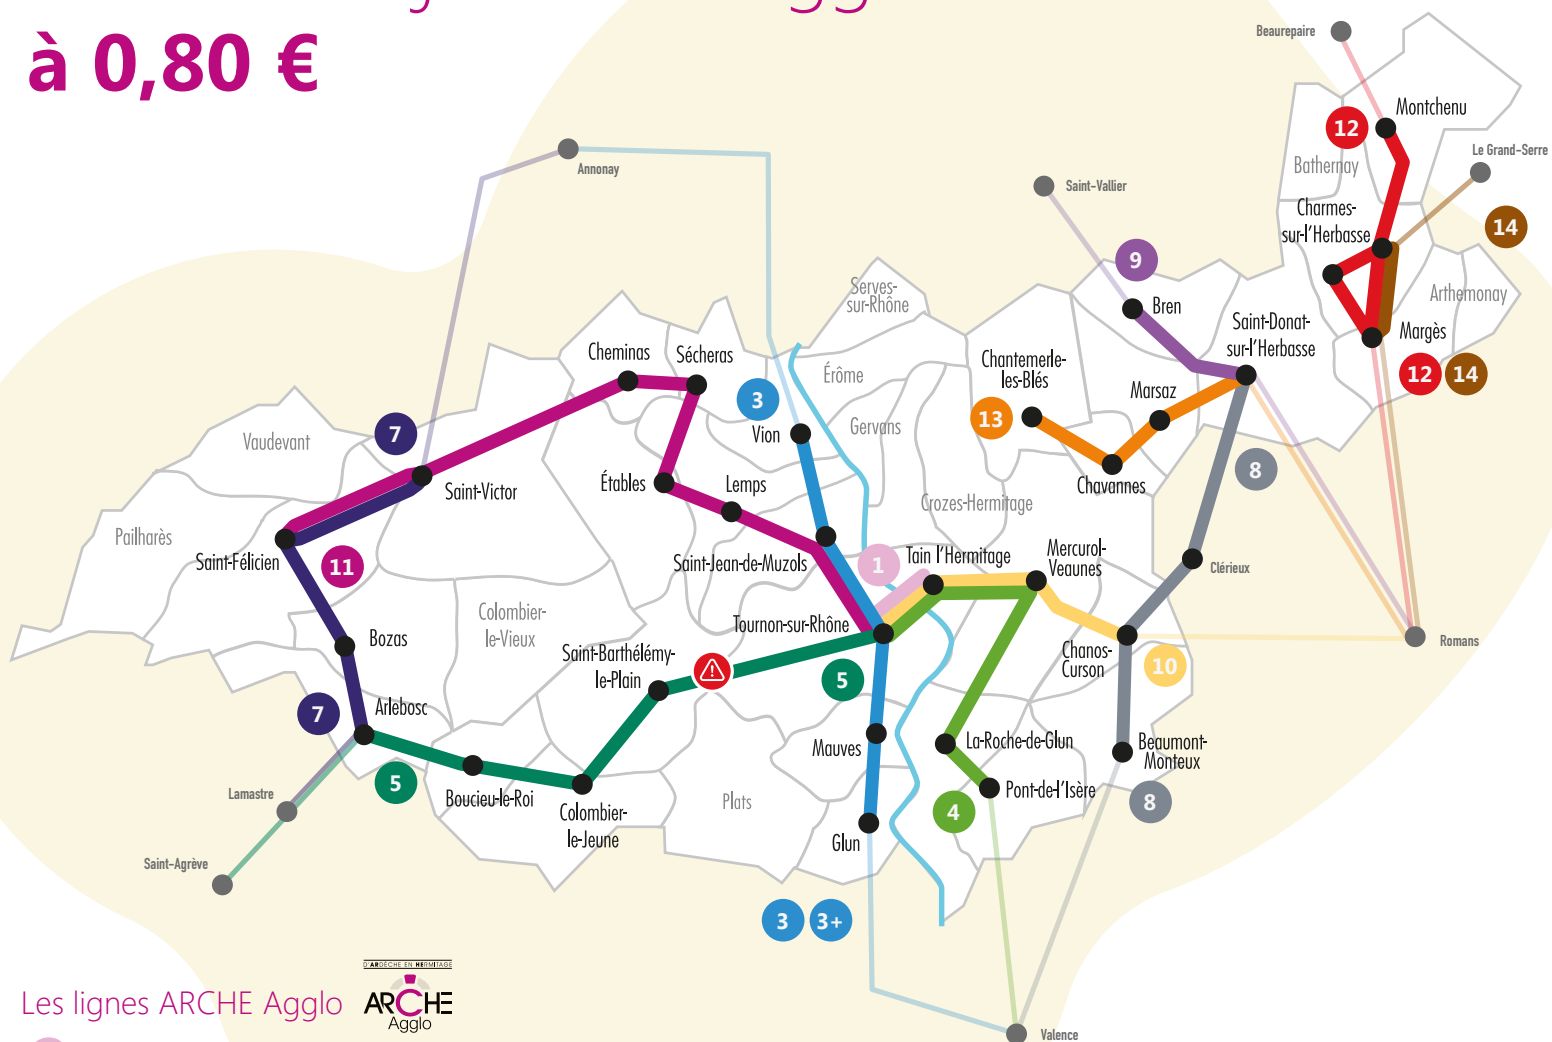 à 0,80 €
Beaurepaire
Montchenu
12
Le Grand-Serre
Bathernay
Annonay
Saint-Vallier
Charmes-
sur-l'Herbasse
14
9
Serves-
sur-Rhône
Arthemonay
Bren
Saint-Donat-
sur-l'Herbasse
Margès
12
14
Cheminas
Sécheras
Chantemerle-
les-Blés
Érôme
3
Marsaz
13
Vion
Gervans
7
Vaudevant
8
Étables
Lemps
Chavannes
Saint-Victor
Crozes-Hermitage
Pailharès
Saint-Félicien
11
Saint-Jean-de-Muzols
1
Tain l'Hermitage
Mercurol-
Veaunes
Clérieux
Colombier-
le-Vieux
Tournon-sur-Rhône
Bozas
Romans
Saint-Barthélémy-
le-Plain
Chanos-
Curson
10
5
7
Arlebosc
Mauves
La-Roche-de-Glun
Beaumont-
Monteux
5
Lamastre
Boucieu-le-Roi
Colombier-
le-Jeune
Plats
Pont-de-l'Isère
4
8
Glun
Saint-Agrève
3
3+
D'ARDÈCHE EN HERMITAGE
Les lignes ARCHE Agglo
ARCHE
Agglo
Valence